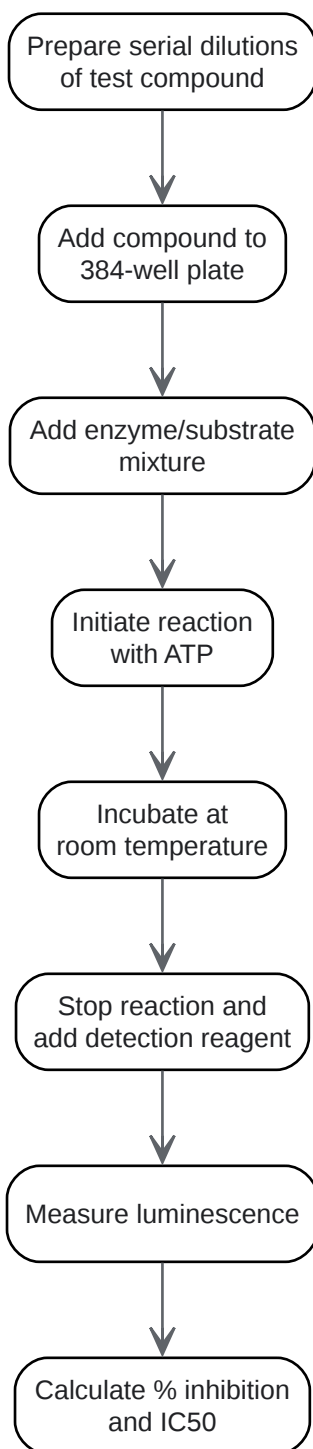 Prepare serial dilutions
of test compound
Add compound to
384-well plate
Add enzyme/substrate
mixture
Initiate reaction
with ATP
Incubate at
room temperature
Stop reaction and
add detection reagent
Measure luminescence
Calculate % inhibition
and IC50